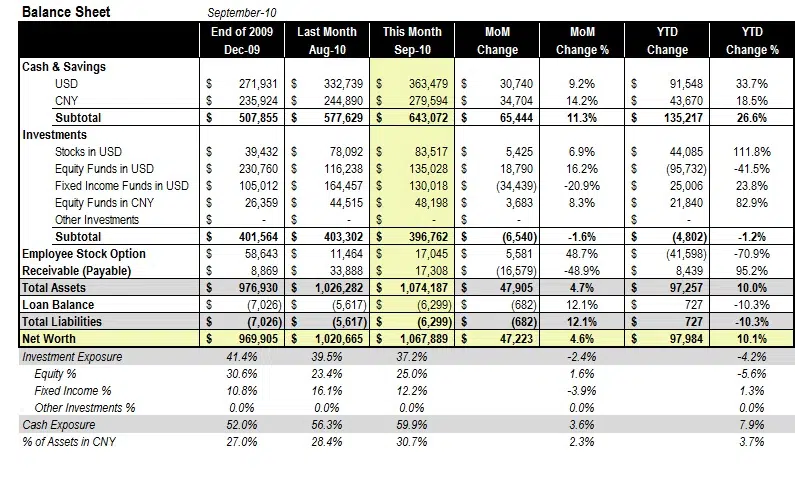 Balance Sheet September-10
End of 2009 Last Month This Month MoM MoM YTD YTD
Dec-09 Aug-10 Sep-10 Change Change % Change Change %
Cash & Savings
USD $ 271,931 $ 332,739 $ 363,479 $ 30,740 9.2% $ 91,548 33.7%
CNY $ 235,924 $ 244,890 $ 279,594 $ 34,704 14.2% $ 43,670 18.5%
Subtotal $ 507,855 $ 577,629 $ 643,072 $ 65,444 11.3% $ 135,217 26.6%
Investments
Stocks in USD $ 39,432 $ 78,092 $ 83,517 $ 5,425 6.9% $ 44,085 111.8%
Equity Funds in USD $ 230,760 $ 116,238 $ 135,028 $ 18,790 16.2% $ (95,732) -41.5%
Fixed Income Funds in USD $ 105,012 $ 164,457 $ 130,018 $ (34,439) -20.9% $ 25,006 23.8%
Equity Funds in CNY $ 26,359 $ 44,515 $ 48,198 $ 3,683 8.3% $ 21,840 82.9%
Other Investments $ - $ - $ - $ - $ -
Subtotal $ 401,564 $ 403,302 $ 396,762 $ (6,540) -1.6% $ (4,802) -1.2%
Employee Stock Option $ 58,643 $ 11,464 $ 17,045 $ 5,581 48.7% $ (41,598) -70.9%
Receivable (Payable) $ 8,869 $ 33,888 $ 17,308 $ (16,579) -48.9% $ 8,439 95.2%
Total Assets $ 976,930 $ 1,026,282 $ 1,074,187 $ 47,905 4.7% $ 97,257 10.0%
Loan Balance $ (7,026) $ (5,617) $ (6,299) $ (682) 12.1% $ 727 -10.3%
Total Liabilities $ (7,026) $ (5,617) $ (6,299) $ (682) 12.1% $ 727 -10.3%
Net Worth $ 969,905 $ 1,020,665 $ 1,067,889 $ 47,223 4.6% $ 97,984 10.1%
Investment Exposure 41.4% 39.5% 37.2% -2.4% -4.2%
Equity % 30.6% 23.4% 25.0% 1.6% -5.6%
Fixed Income % 10.8% 16.1% 12.2% -3.9% 1.3%
Other Investments % 0.0% 0.0% 0.0% 0.0% 0.0%
Cash Exposure 52.0% 56.3% 59.9% 3.6% 7.9%
% of Assets in CNY 27.0% 28.4% 30.7% 2.3% 3.7%